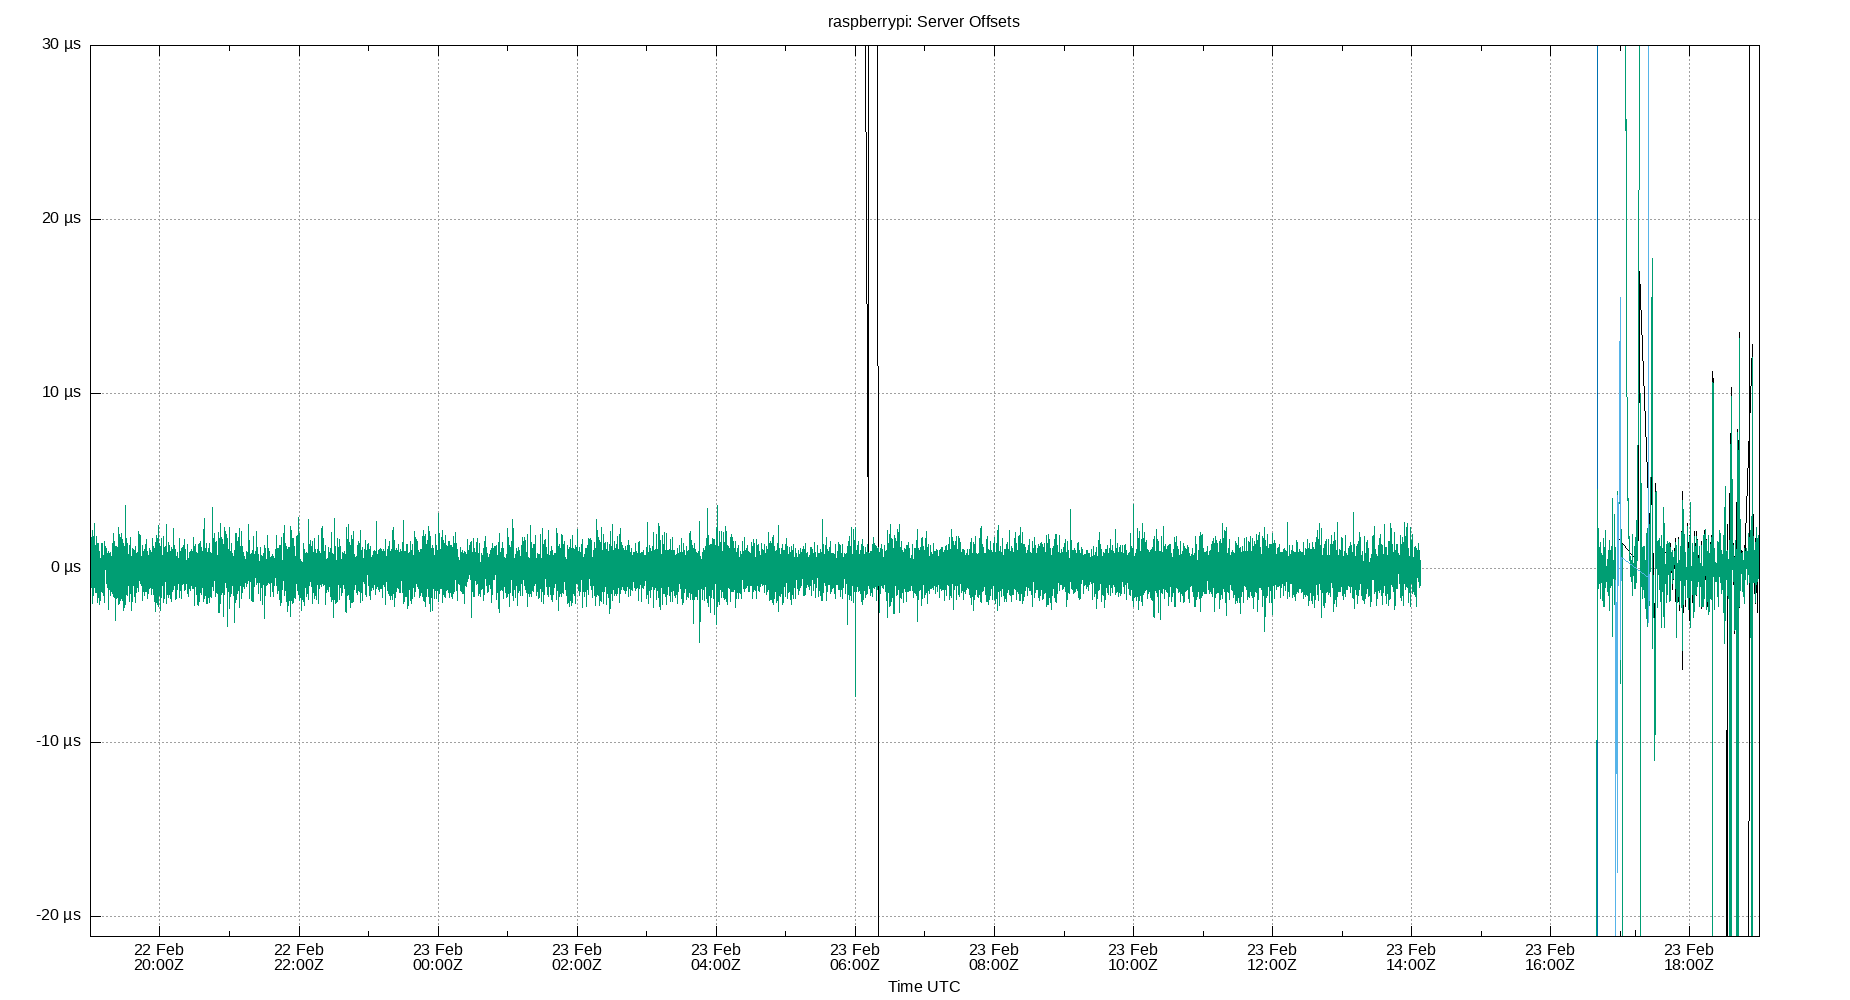 raspberrypi: Server Offsets
30 µs
20 µs
10 µs
0 µs
-10 µs
-20 µs
22 Feb
20:00Z
22 Feb
22:00Z
23 Feb
00:00Z
23 Feb
02:00Z
23 Feb
04:00Z
23 Feb
06:00Z
23 Feb
08:00Z
23 Feb
10:00Z
23 Feb
12:00Z
23 Feb
14:00Z
23 Feb
16:00Z
23 Feb
18:00Z
Time UTC